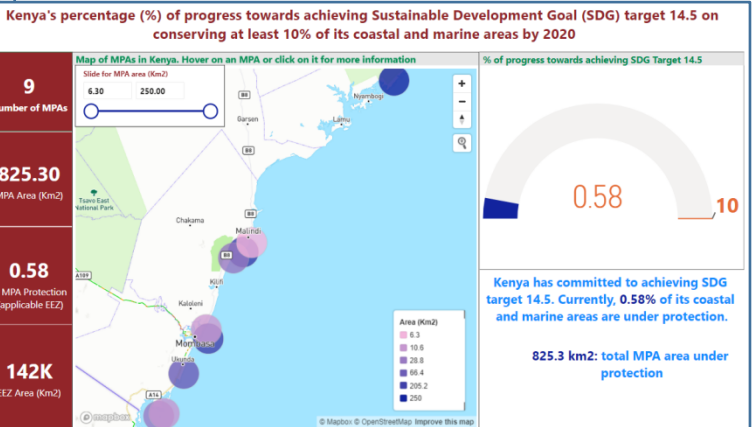 Kenya's percentage (%) of progress towards achieving Sustainable Development Goal (SDG) target 14.5 on
conserving at least 10% of its coastal and marine areas by 2020
9
umber of MPAs
825.30
MPA Area (Km2)
0.58
MPA Protection
applicable EEZ)
142K
EEZ Area (Km2)
Map of MPAs in Kenya. Hover on an MPA or click on it for more information
Slide for MPA area (Km2)
6.30 250.00
B8
Nyambogi
Garsen
Lamu
B8
Tsavo East
National Park
Chakama
B8
Malindi
B8
A109
Kilifi
Kaloleni
Mombasa
Ukunda
A14
Area (Km2)
6.3
10.6
28.8
66.4
205.2
250
mapbox
© Mapbox © OpenStreetMap Improve this map
% of progress towards achieving SDG Target 14.5
0.58
10
Kenya has committed to achieving SDG
target 14.5. Currently, 0.58% of its coastal
and marine areas are under protection.
825.3 km2: total MPA area under
protection